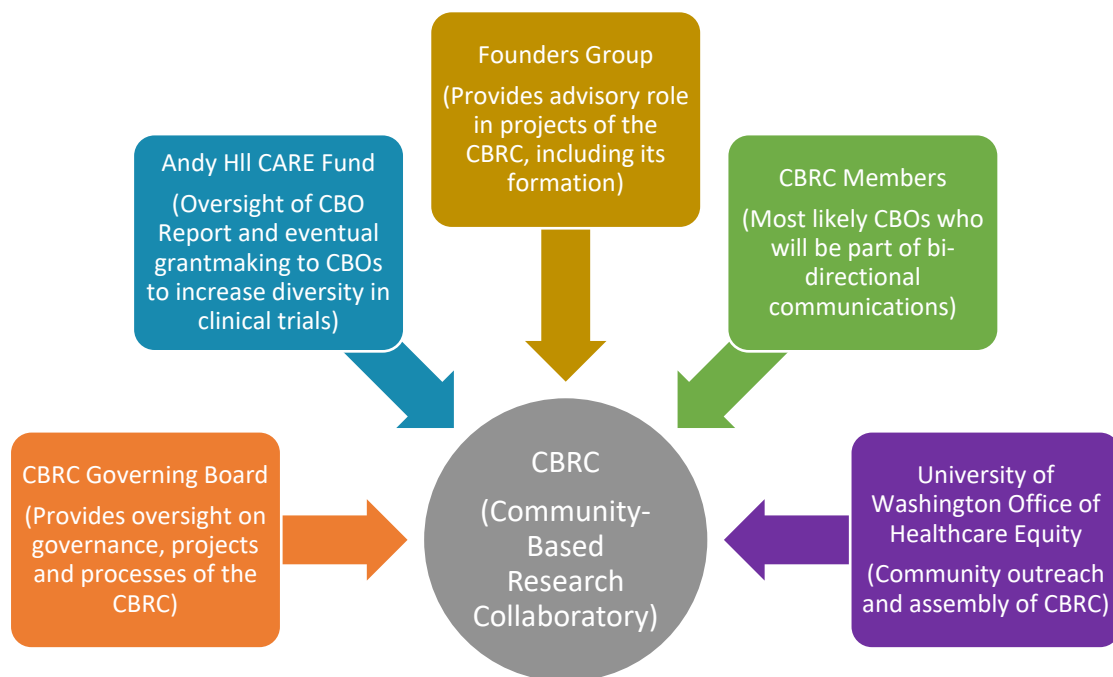 Founders Group
(Provides advisory role
in projects of the
CBRC, including its
formation)
Andy Hll CARE Fund
(Oversight of CBO
Report and eventual
grantmaking to CBOs
to increase diversity in
clinical trials)
CBRC Members
(Most likely CBOs who
will be part of bi-
directional
communications)
CBRC Governing Board
(Provides oversight on
governance, projects
and processes of the
CBRC)
CBRC
(Community-
Based
Research
Collaboratory)
University of
Washington Office of
Healthcare Equity
(Community outreach
and assembly of CBRC)